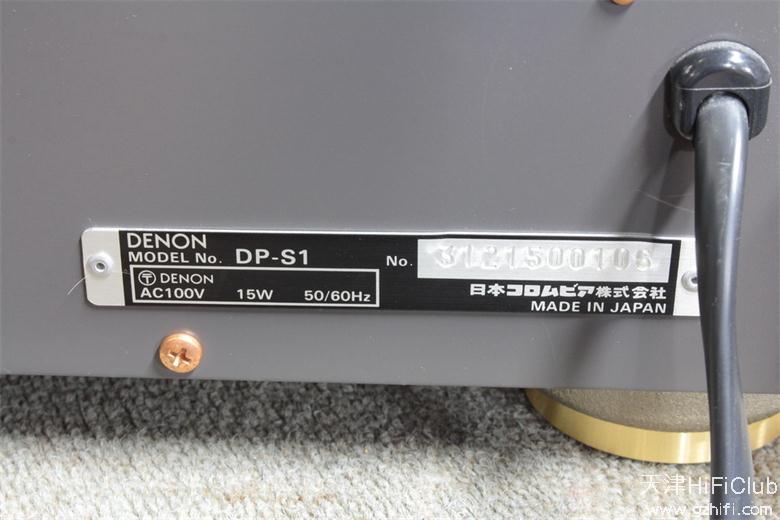 DENON
MODEL No. DP-S1
No. 3121500106
〒 DENON
AC100V 15W 50/60Hz
日本コロムビア株式会社
MADE IN JAPAN
天津HiFiClub
www.gzhifi.com